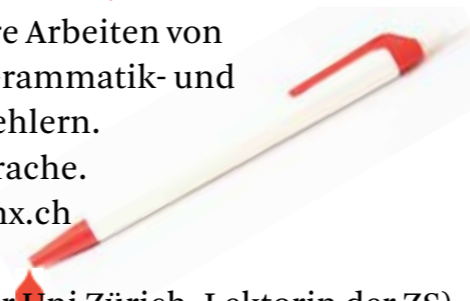 re Arbeiten von
rammatik- und
ehlern.
rache.
nx.ch
r Uni Zürich, Lektorin der ZS)